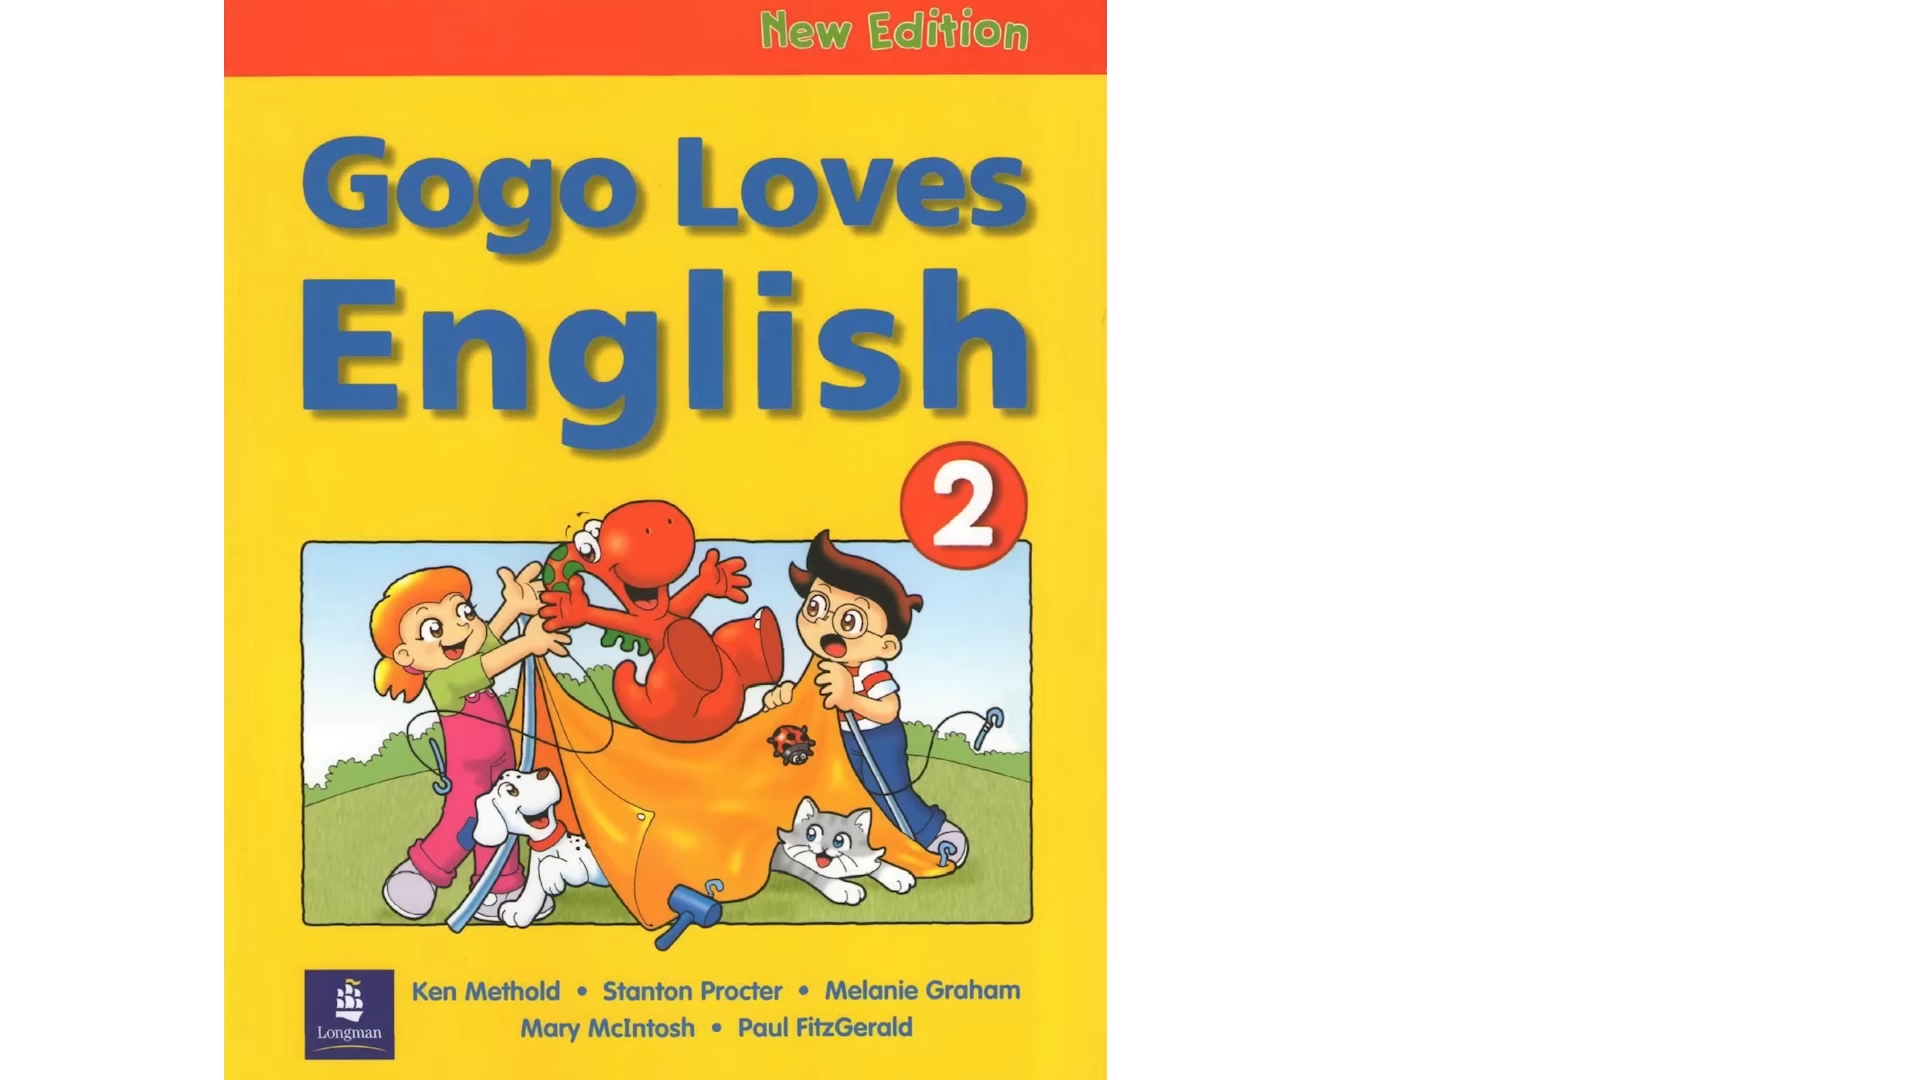 New Edition
Gogo Loves
English
2
Ken Methold • Stanton Procter • Melanie Graham
Mary McIntosh • Paul FitzGerald
Longman